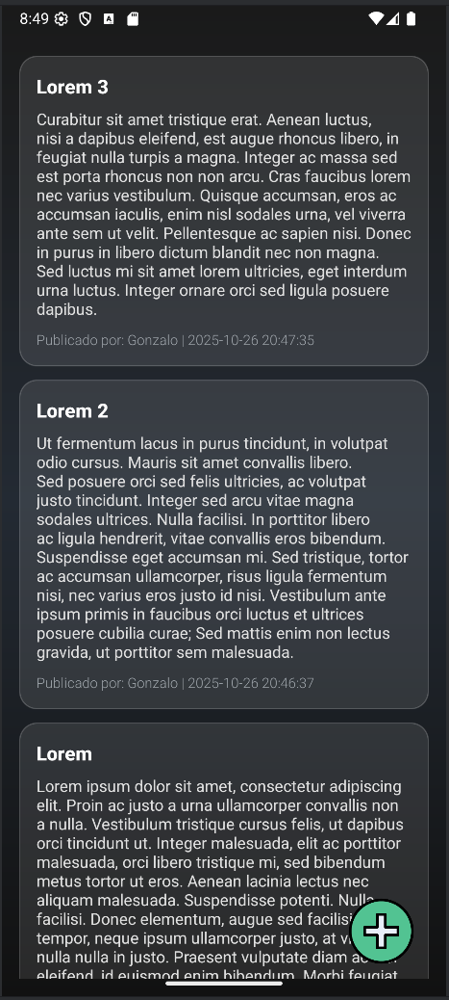 8:49
Lorem 3
Curabitur sit amet tristique erat. Aenean luctus,
nisi a dapibus eleifend, est augue rhoncus libero, in
feugiat nulla turpis a magna. Integer ac massa sed
est porta rhoncus non non arcu. Cras faucibus lorem
nec varius vestibulum. Quisque accumsan, eros ac
accumsan iaculis, enim nisl sodales urna, vel viverra
ante sem ut velit. Pellentesque ac sapien nisi. Donec
in purus in libero dictum blandit nec non magna.
Sed luctus mi sit amet lorem ultricies, eget interdum
urna luctus. Integer ornare orci sed ligula posuere
dapibus.
Publicado por: Gonzalo | 2025-10-26 20:47:35
Lorem 2
Ut fermentum lacus in purus tincidunt, in volutpat
odio cursus. Mauris sit amet convallis libero.
Sed posuere orci sed felis ultricies, ac volutpat
justo tincidunt. Integer sed arcu vitae magna
sodales ultrices. Nulla facilisi. In porttitor libero
ac ligula hendrerit, vitae convallis eros bibendum.
Suspendisse eget accumsan mi. Sed tristique, tortor
ac accumsan ullamcorper, risus ligula fermentum
nisi, nec varius eros justo id nisi. Vestibulum ante
ipsum primis in faucibus orci luctus et ultrices
posuere cubilia curae; Sed mattis enim non lectus
gravida, ut porttitor sem malesuada.
Publicado por: Gonzalo | 2025-10-26 20:46:37
Lorem
Lorem ipsum dolor sit amet, consectetur adipiscing
elit. Proin ac justo a urna ullamcorper convallis non
a nulla. Vestibulum tristique cursus felis, ut dapibus
orci tincidunt ut. Integer malesuada, elit ac porttitor
malesuada, orci libero tristique mi, sed bibendum
metus tortor ut eros. Aenean lacinia lectus nec
aliquam malesuada. Suspendisse potenti. Nulla
facilisi. Donec elementum, augue sed facilisi
tempor, neque ipsum ullamcorper justo, at
nulla nulla in justo. Praesent vulputate diam
eleifend, id euismod enim bibendum. Morbi feugiat